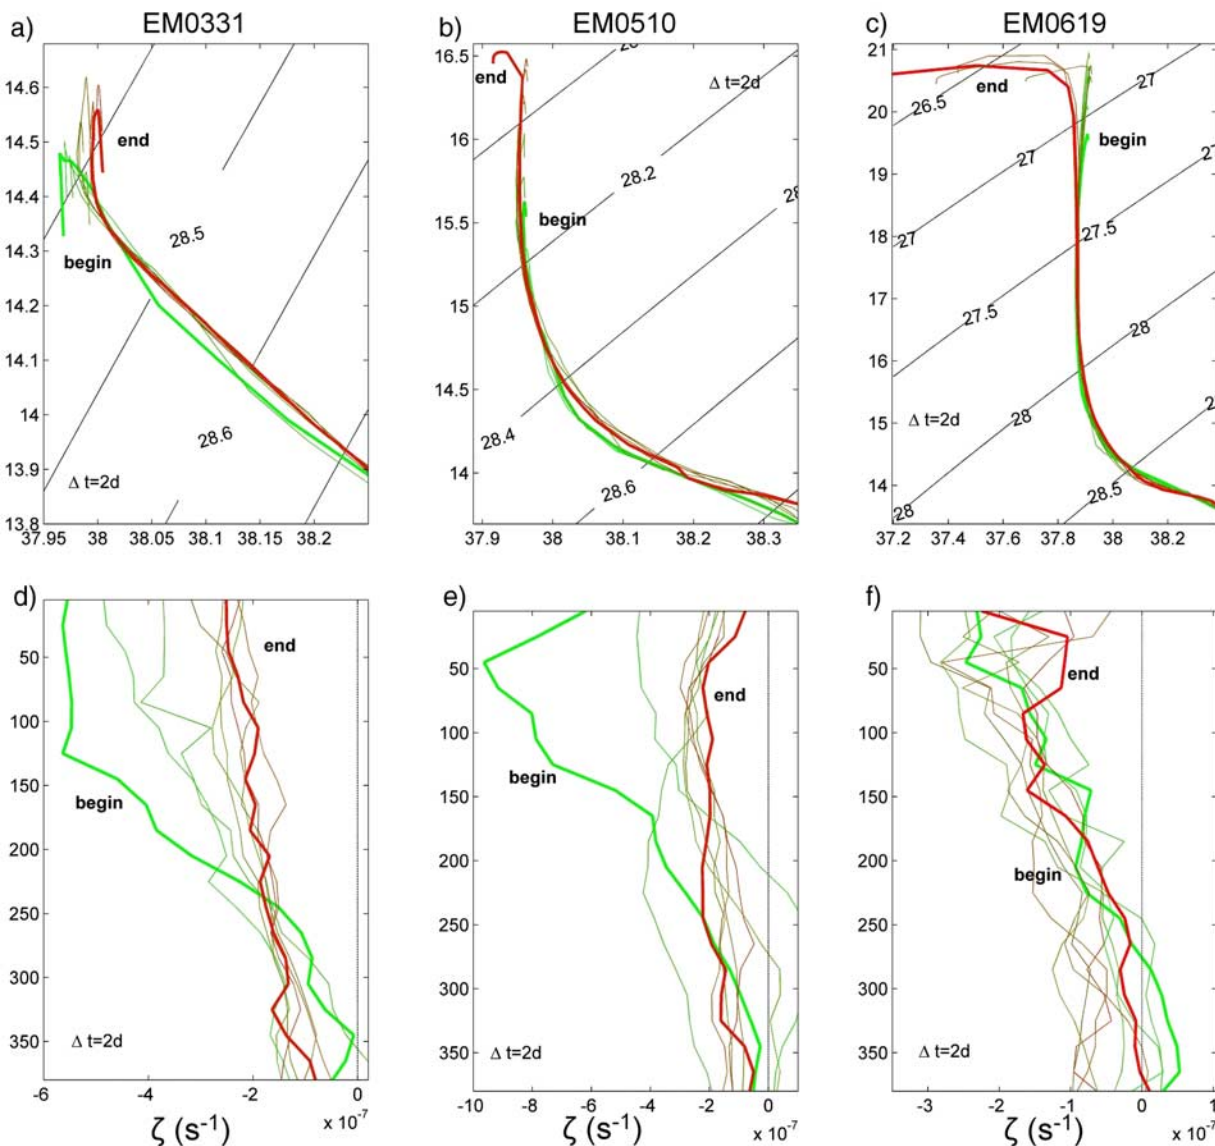 a) EM0331
b) EM0510
c) EM0619
14.6
14.5
14.4
14.3
14.2
14.1
14
13.9
13.8
end
begin
28.5
28.6
Δ t=2d
37.95 38 38.05 38.1 38.15 38.2
16.5
16
15.5
15
14.5
14
end
begin
Δ t=2d
28.2
28.4
28.6
37.9 38 38.1 38.2 38.3
21
20
19
18
17
16
15
14
end
begin
26.5
27
27
27
27.5
27.5
28
28
28
28.5
Δ t=2d
37.2 37.4 37.6 37.8 38 38.2
d)
50
100
150
200
250
300
350
end
begin
Δ t=2d
-6 -4 -2 0
x 10-7
ζ (s-1)
e)
50
100
150
200
250
300
350
end
begin
Δ t=2d
-10 -8 -6 -4 -2 0
x 10-7
ζ (s-1)
f)
50
100
150
200
250
300
350
end
begin
Δ t=2d
-3 -2 -1 0 1
x 10-7
ζ (s-1)